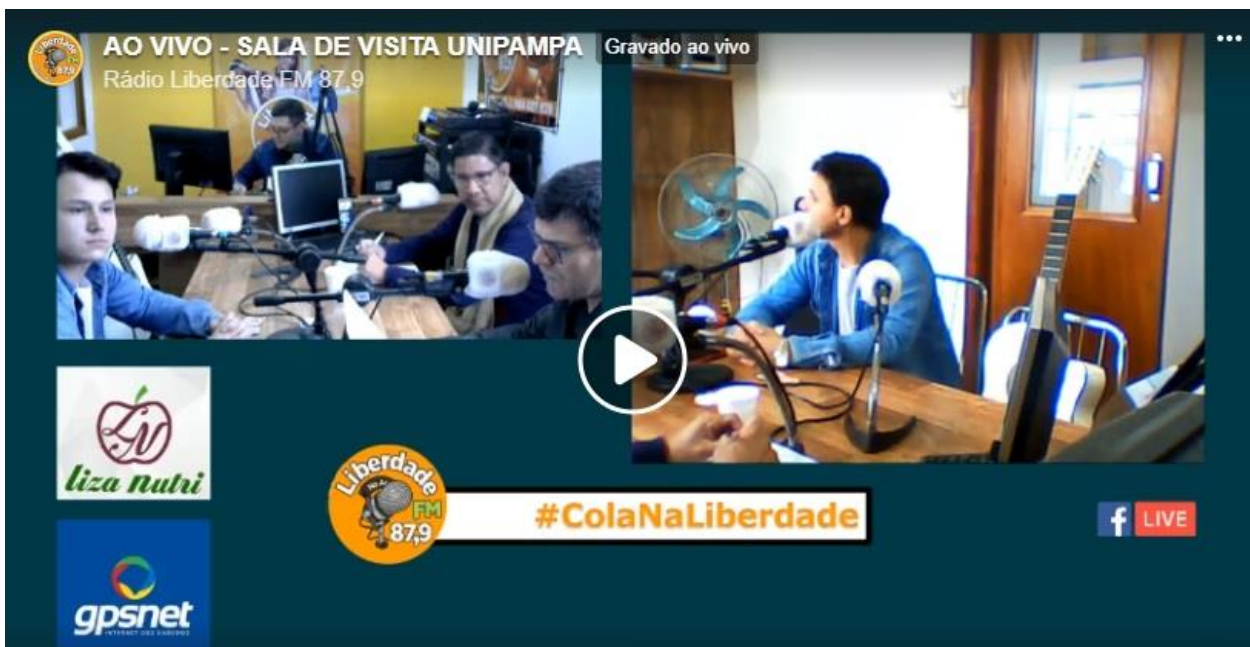 AO VIVO - SALA DE VISITA UNIPAMPA
Gravado ao vivo
Rádio Liberdade FM 87,9
LN
liza nutri
Liberdade
FM
87,9
#ColaNaLiberdade
f LIVE
gpsnet